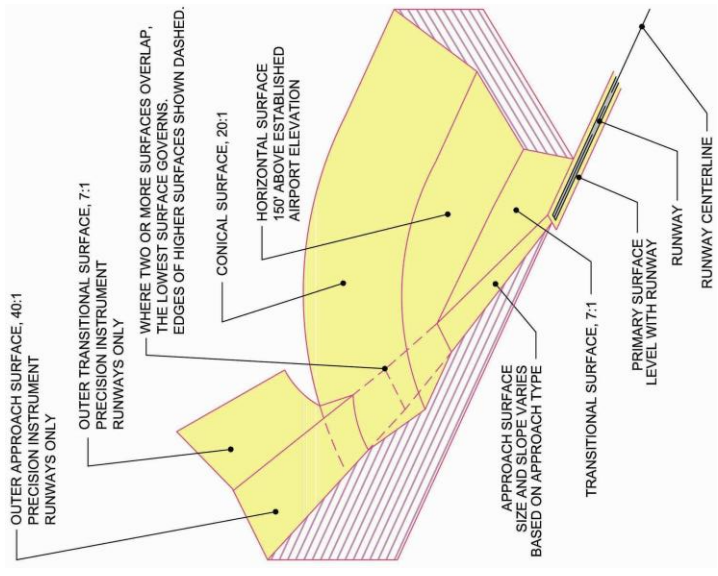 OUTER APPROACH SURFACE, 40:1
PRECISION INSTRUMENT
RUNWAYS ONLY
OUTER TRANSITIONAL SURFACE, 7:1
PRECISION INSTRUMENT
RUNWAYS ONLY
WHERE TWO OR MORE SURFACES OVERLAP,
THE LOWEST SURFACE GOVERNS.
EDGES OF HIGHER SURFACES SHOWN DASHED.
CONICAL SURFACE, 20:1
HORIZONTAL SURFACE
150' ABOVE ESTABLISHED
AIRPORT ELEVATION
APPROACH SURFACE
SIZE AND SLOPE VARIES
BASED ON APPROACH TYPE
TRANSITIONAL SURFACE, 7:1
PRIMARY SURFACE
LEVEL WITH RUNWAY
RUNWAY
RUNWAY CENTERLINE